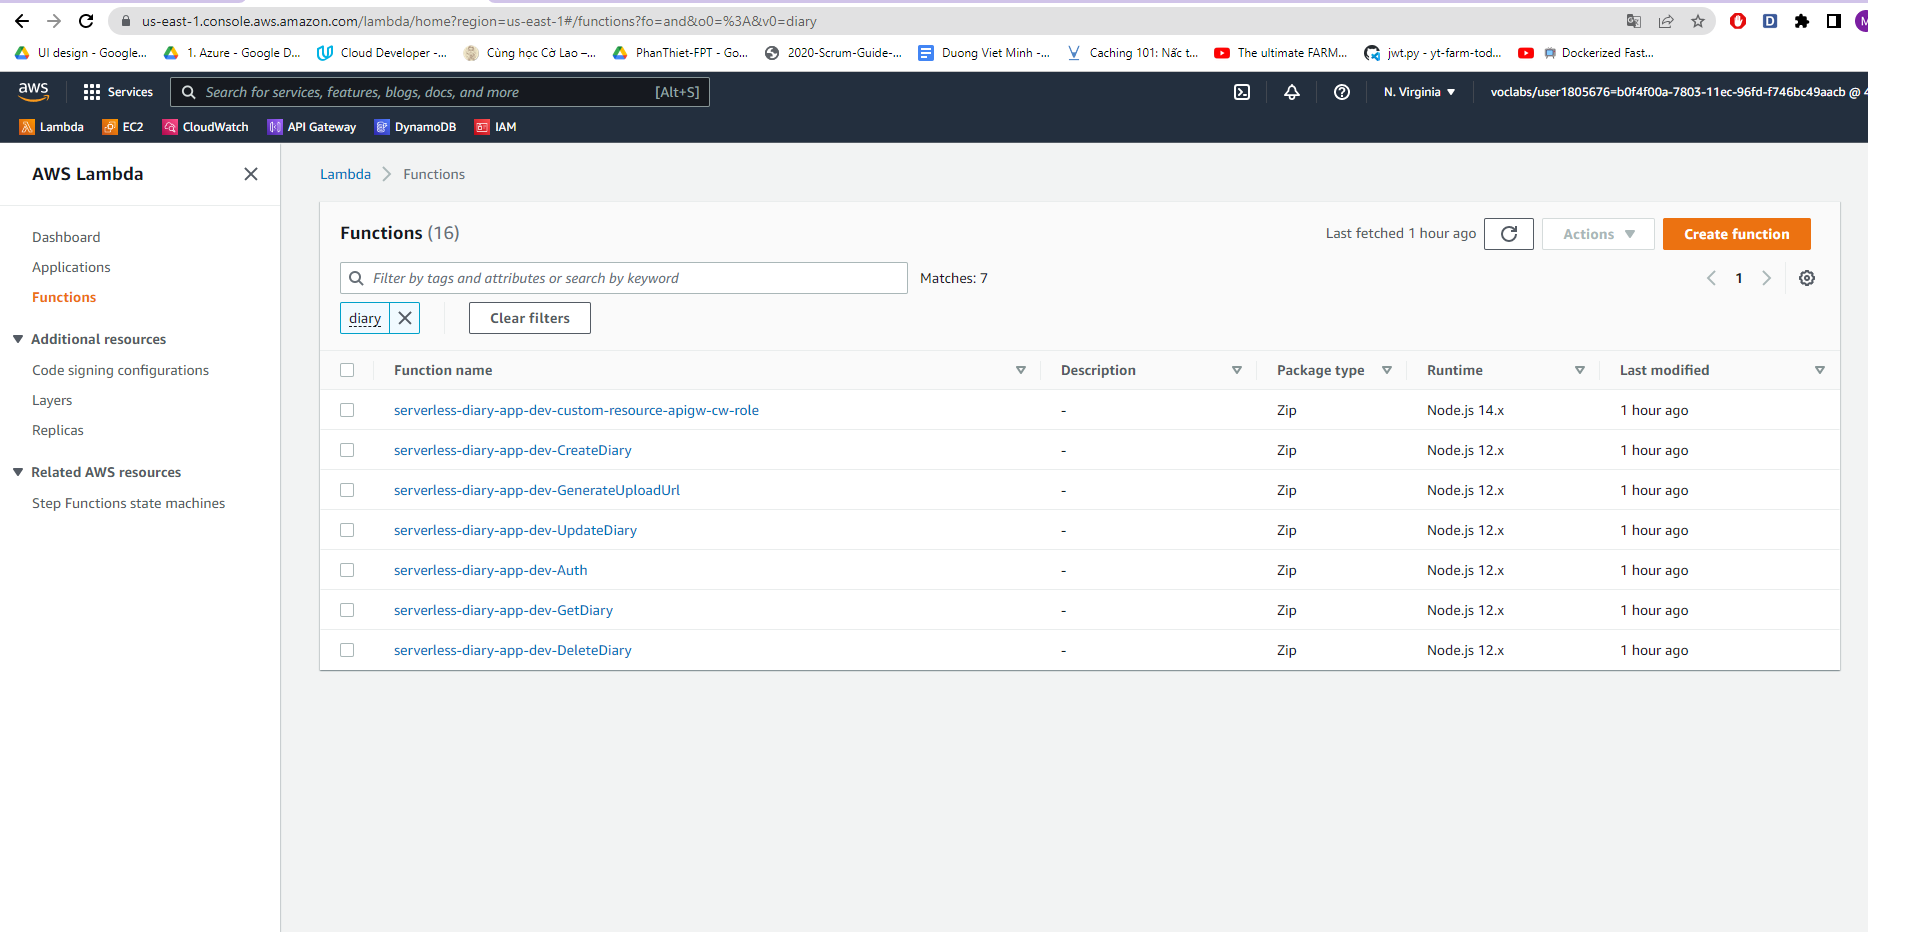 us-east-1.console.aws.amazon.com/lambda/home?region=us-east-1#/functions?fo=and&o0=%3A&v0=diary
UI design - Google... 1. Azure - Google D... Cloud Developer -... Cùng học Cờ Lao –... PhanThiet-FPT - Go... 2020-Scrum-Guide-... Duong Viet Minh -... Caching 101: Nấc t... The ultimate FARM... jwt.py - yt-farm-tod... Dockerized Fast...
aws Services Search for services, features, blogs, docs, and more [Alt+S] N. Virginia voclabs/user1805676=b0f4f00a-7803-11ec-96fd-f746bc49aacb @ 4
Lambda EC2 CloudWatch API Gateway DynamoDB IAM
AWS Lambda
Dashboard
Applications
Functions
Additional resources
Code signing configurations
Layers
Replicas
Related AWS resources
Step Functions state machines
Lambda Functions
Functions (16) Last fetched 1 hour ago Actions Create function
Filter by tags and attributes or search by keyword Matches: 7 1
diary Clear filters
Function name Description Package type Runtime Last modified
serverless-diary-app-dev-custom-resource-apigw-cw-role - Zip Node.js 14.x 1 hour ago
serverless-diary-app-dev-CreateDiary - Zip Node.js 12.x 1 hour ago
serverless-diary-app-dev-GenerateUploadUrl - Zip Node.js 12.x 1 hour ago
serverless-diary-app-dev-UpdateDiary - Zip Node.js 12.x 1 hour ago
serverless-diary-app-dev-Auth - Zip Node.js 12.x 1 hour ago
serverless-diary-app-dev-GetDiary - Zip Node.js 12.x 1 hour ago
serverless-diary-app-dev-DeleteDiary - Zip Node.js 12.x 1 hour ago